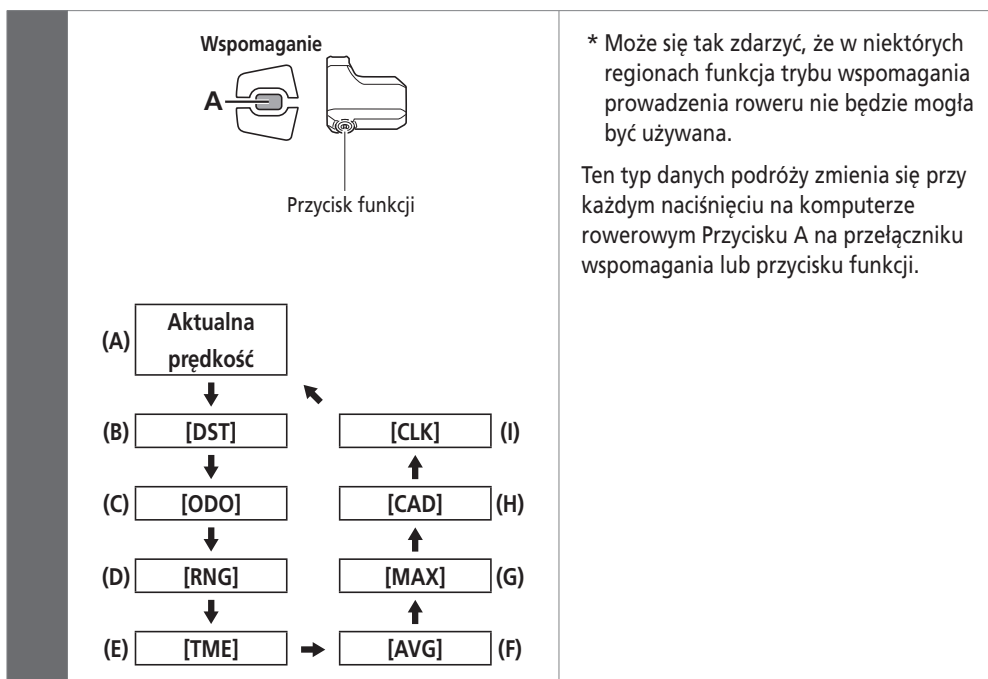 Wspomaganie
A
Przycisk funkcji
(A) Aktualna
prędkość
(B) [DST]
[CLK] (I)
(C) [ODO]
[CAD] (H)
(D) [RNG]
[MAX] (G)
(E) [TME]
[AVG] (F)
* Może się tak zdarzyć, że w niektórych
regionach funkcja trybu wspomagania
prowadzenia roweru nie będzie mogła
być używana.
Ten typ danych podróży zmienia się przy
każdym naciśnięciu na komputerze
rowerowym Przycisku A na przełączniku
wspomagania lub przycisku funkcji.